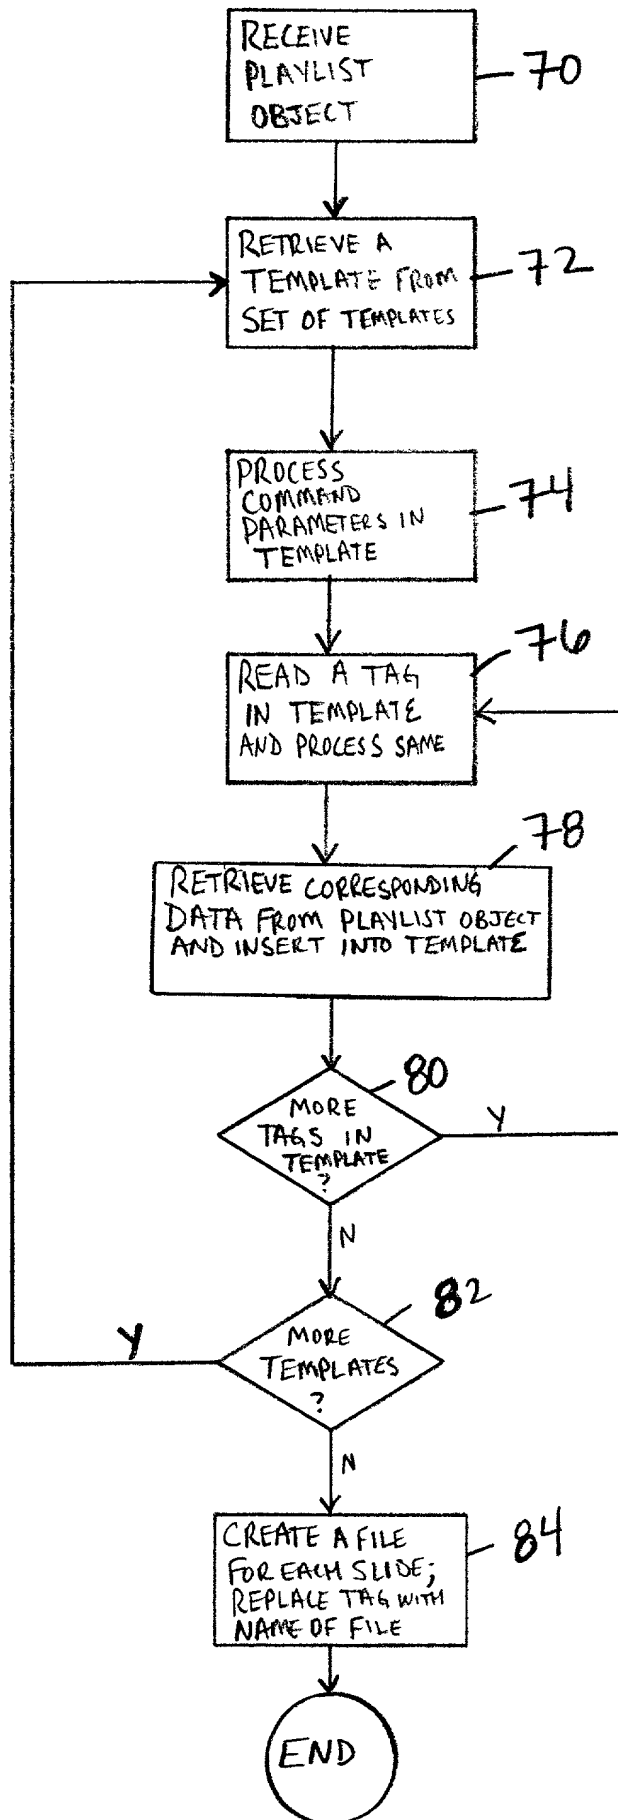 RECEIVE
PLAYLIST
OBJECT
70
RETRIEVE A
TEMPLATE FROM
SET OF TEMPLATES
72
PROCESS
COMMAND
PARAMETERS IN
TEMPLATE
74
READ A TAG
IN TEMPLATE
AND PROCESS SAME
76
RETRIEVE CORRESPONDING
DATA FROM PLAYLIST OBJECT
AND INSERT INTO TEMPLATE
78
MORE
TAGS IN
TEMPLATE
?
80
Y
N
MORE
TEMPLATES
?
82
Y
N
CREATE A FILE
FOR EACH SLIDE;
REPLACE TAG WITH
NAME OF FILE
84
END